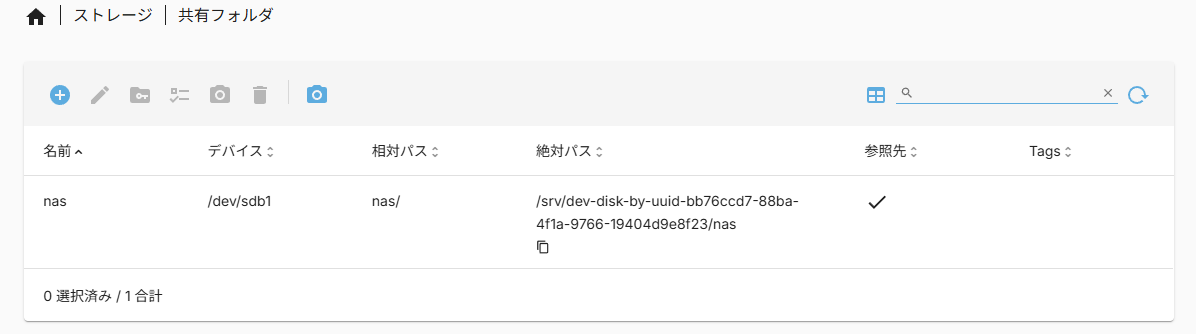 ストレージ 共有フォルダ
名前 デバイス 相対パス 絶対パス 参照先 Tags
nas /dev/sdb1 nas/ /srv/dev-disk-by-uuid-bb76ccd7-88ba-
4f1a-9766-19404d9e8f23/nas
0 選択済み / 1 合計